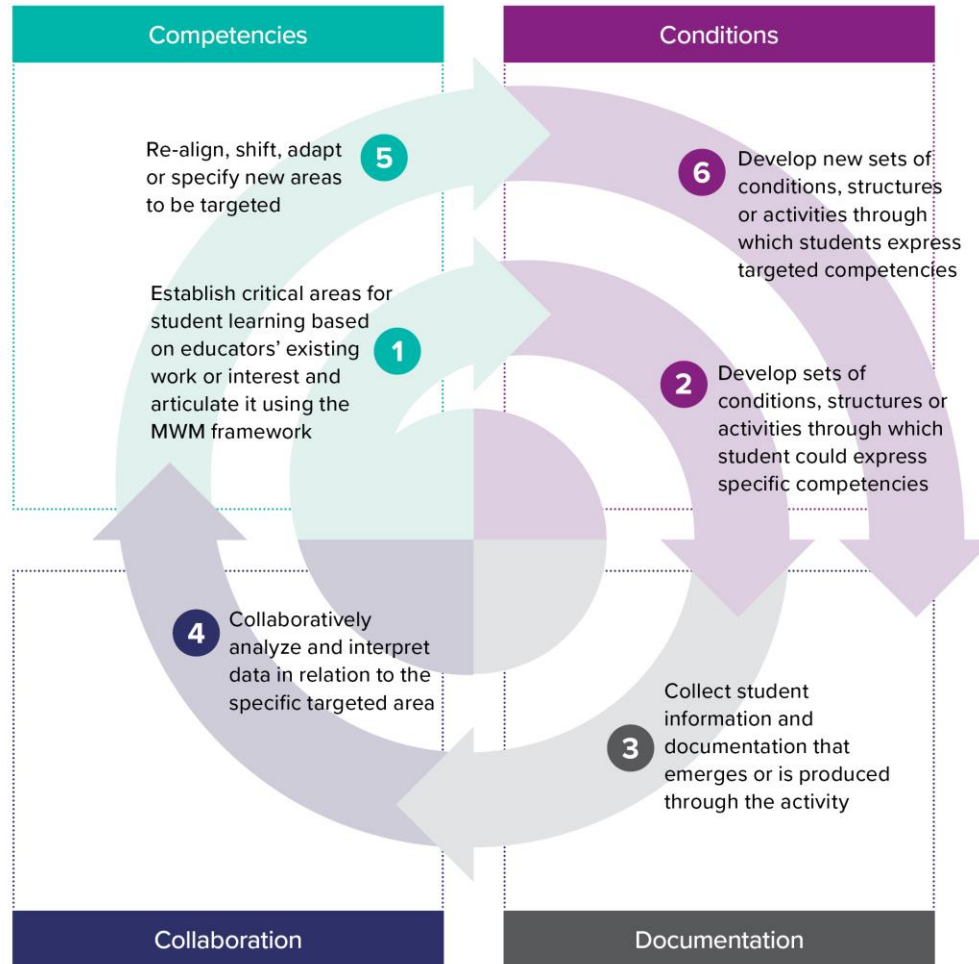 Competencies
Conditions
5
Re-align, shift, adapt
or specify new areas
to be targeted
6
Develop new sets of
conditions, structures
or activities through
which students express
targeted competencies
1
Establish critical areas for
student learning based
on educators’ existing
work or interest and
articulate it using the
MWM framework
2
Develop sets of
conditions, structures or
activities through which
student could express
specific competencies
4
Collaboratively
analyze and interpret
data in relation to the
specific targeted area
3
Collect student
information and
documentation that
emerges or is produced
through the activity
Collaboration
Documentation